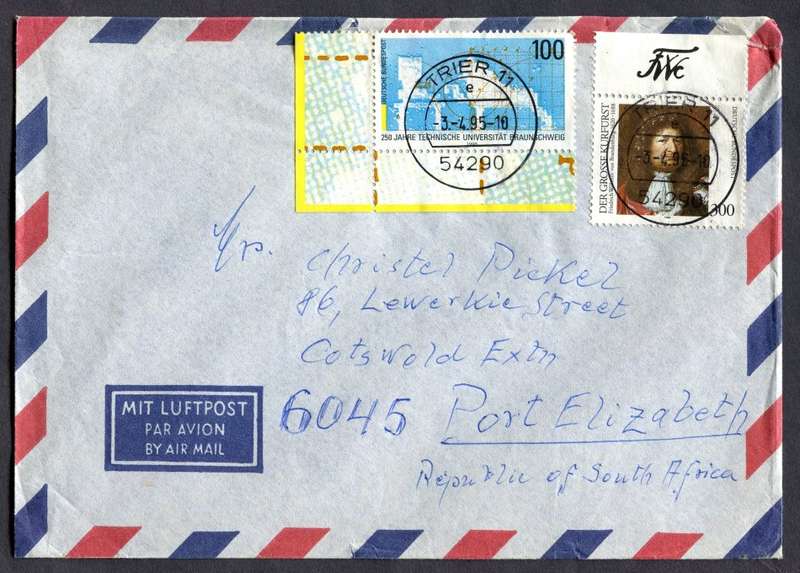 100
DEUTSCHE BUNDESPOST
250 JAHRE TECHNISCHE UNIVERSITÄT BRAUNSCHWEIG
TRIER 11
e
-3.-4.95-10
54290
TRIER 11
-3.-4.95-10
54290
DER GROSSE KURFÜRST
300
Christel Pickel
86, Lewerkie Street
Cotswold Extn
6045 Port Elizabeth
Republic of South Africa
MIT LUFTPOST
PAR AVION
BY AIR MAIL